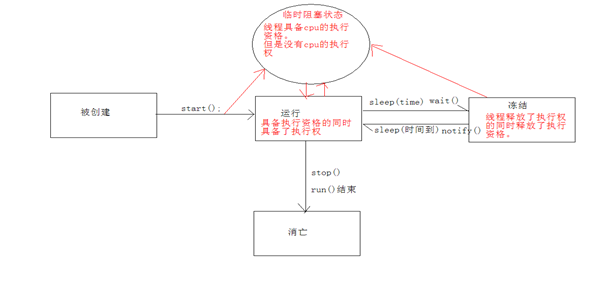 临时阻塞状态
线程具备cpu的执行
资格。
但是没有cpu的执行
权
被创建
start();
运行
具备执行资格的同时
具备了执行权
sleep(time) wait()
sleep(时间到) notify()
冻结
线程释放了执行权
的同时释放了执行
资格。
stop()
run()结束
消亡